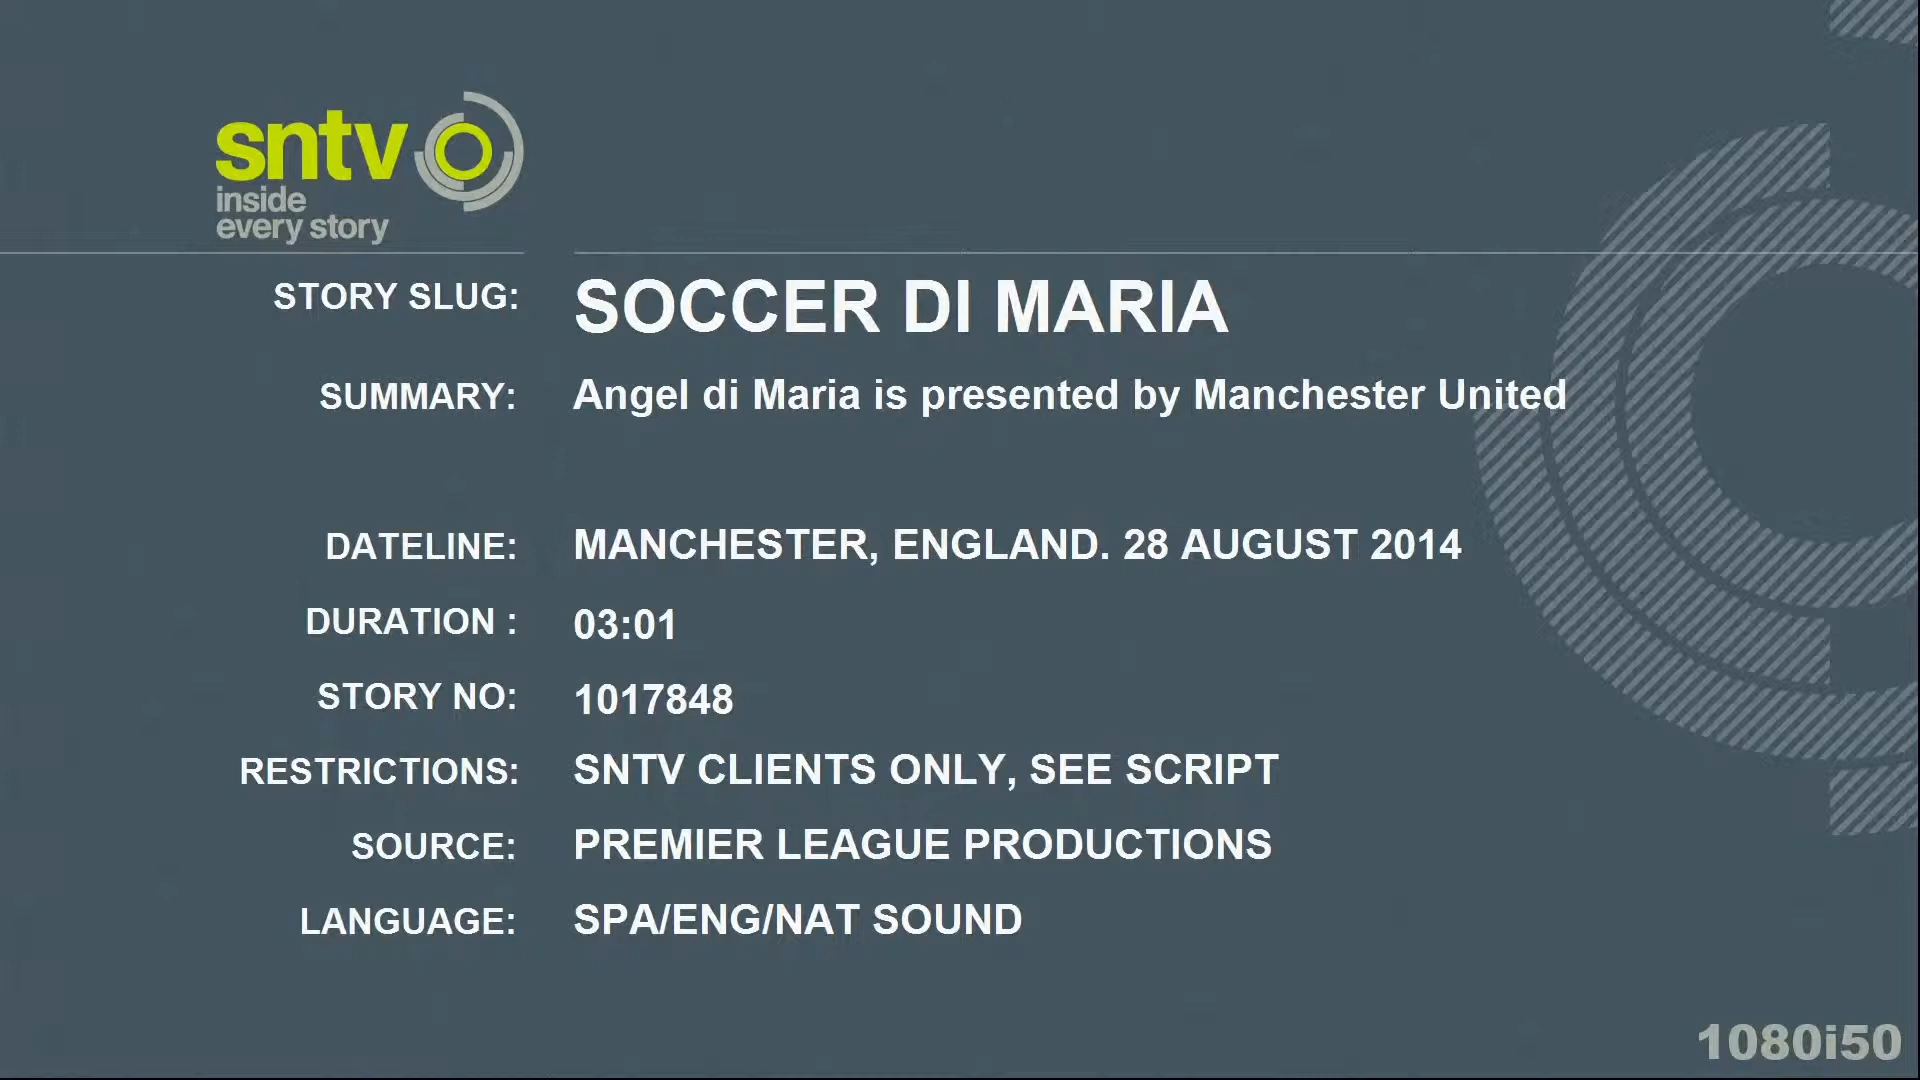 sntv
inside
every story
STORY SLUG: SOCCER DI MARIA
SUMMARY: Angel di Maria is presented by Manchester United
DATELINE: MANCHESTER, ENGLAND. 28 AUGUST 2014
DURATION : 03:01
STORY NO: 1017848
RESTRICTIONS: SNTV CLIENTS ONLY, SEE SCRIPT
SOURCE: PREMIER LEAGUE PRODUCTIONS
LANGUAGE: SPA/ENG/NAT SOUND
1080i50